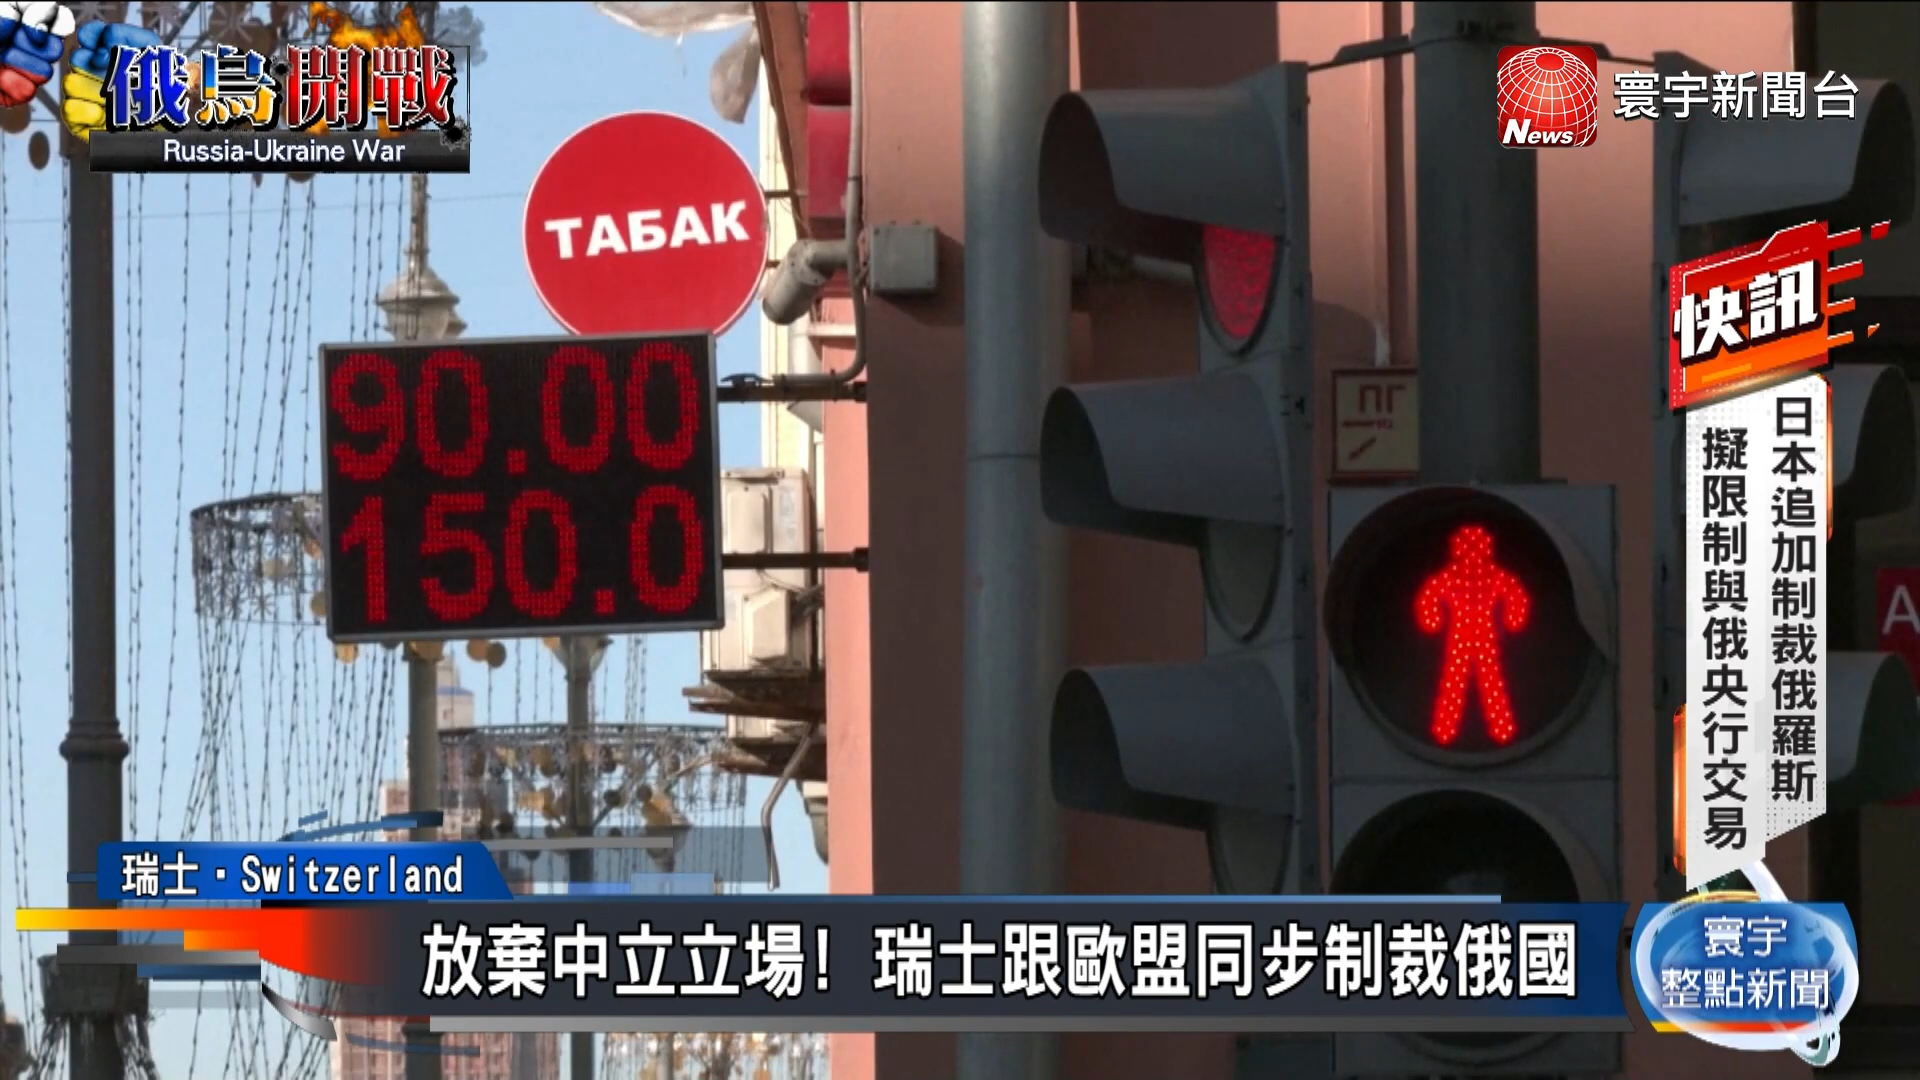 俄烏開戰
Russia-Ukraine War
News
寰宇新聞台
ТАБАК
90.00
150.0
ПГ
快訊
日本追加制裁俄羅斯
擬限制與俄央行交易
A
瑞士·Switzerland
放棄中立立場! 瑞士跟歐盟同步制裁俄國
寰宇
整點新聞